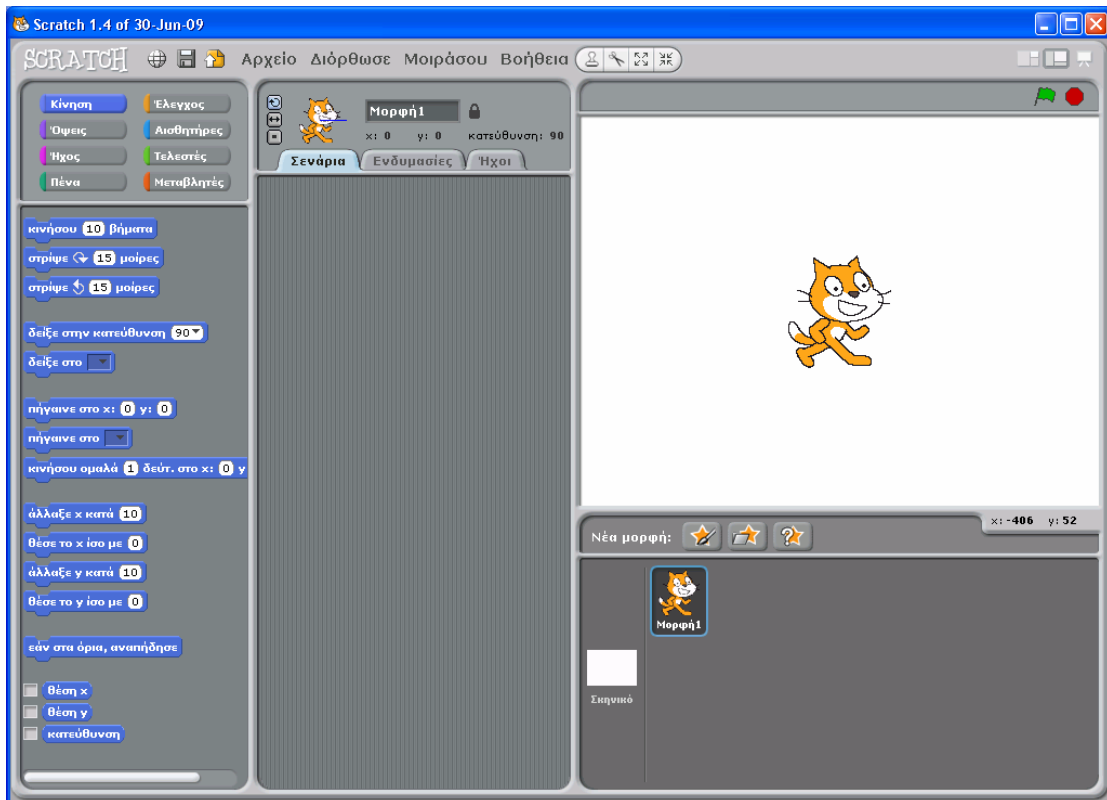 Scratch 1.4 of 30-Jun-09
SCRATCH Αρχείο Διόρθωσε Μοιράσου Βοήθεια
Κίνηση Έλεγχος
Όψεις Αισθητήρες
Ήχος Τελεστές
Πένα Μεταβλητές
κινήσου 10 βήματα
στρίψε 15 μοίρες
στρίψε 15 μοίρες
δείξε στην κατεύθυνση 90
δείξε στο
πήγαινε στο x: 0 y: 0
πήγαινε στο
κινήσου ομαλά 1 δεύτ. στο x: 0 y
άλλαξε x κατά 10
θέσε το x ίσο με 0
άλλαξε y κατά 10
θέσε το y ίσο με 0
εάν στα όρια, αναπήδησε
θέση x
θέση y
κατεύθυνση
Μορφή1
x: 0 y: 0 κατεύθυνση: 90
Σενάρια Ενδυμασίες Ήχοι
x: -406 y: 52
Νέα μορφή:
Μορφή1
Σκηνικό